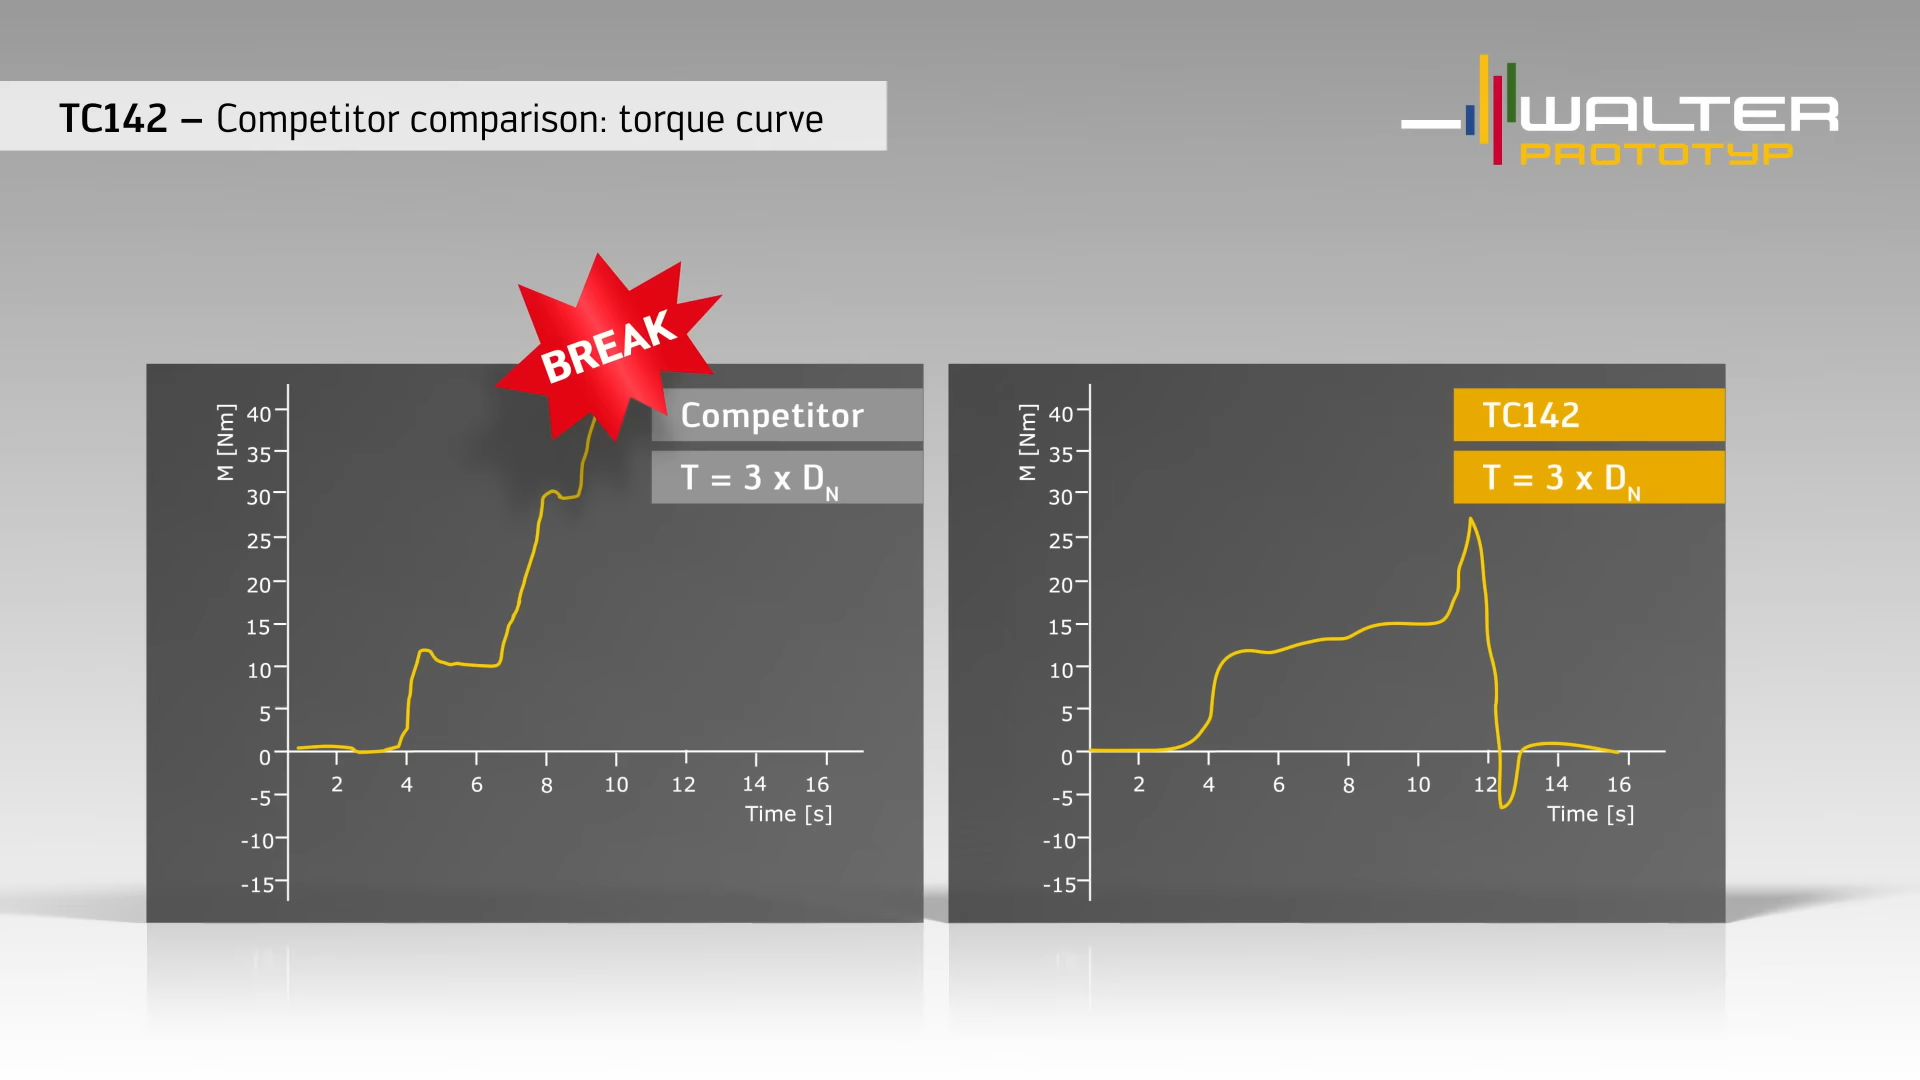 TC142 – Competitor comparison: torque curve
WALTER
PROTOTYP
BREAK
Competitor
T = 3 x DN
M [Nm]
40
35
30
25
20
15
10
5
0
-5
-10
-15
2 4 6 8 10 12 14 16
Time [s]
TC142
T = 3 x DN
M [Nm]
40
35
30
25
20
15
10
5
0
-5
-10
-15
2 4 6 8 10 12 14 16
Time [s]